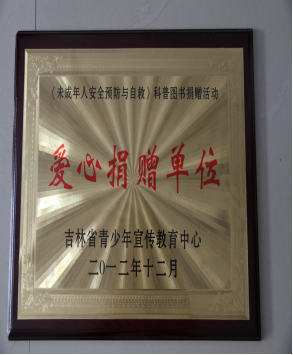 《未成年人安全预防与自救》科普图书捐赠活动
爱心捐赠单位
吉林省青少年宣传教育中心
二〇一二年十二月